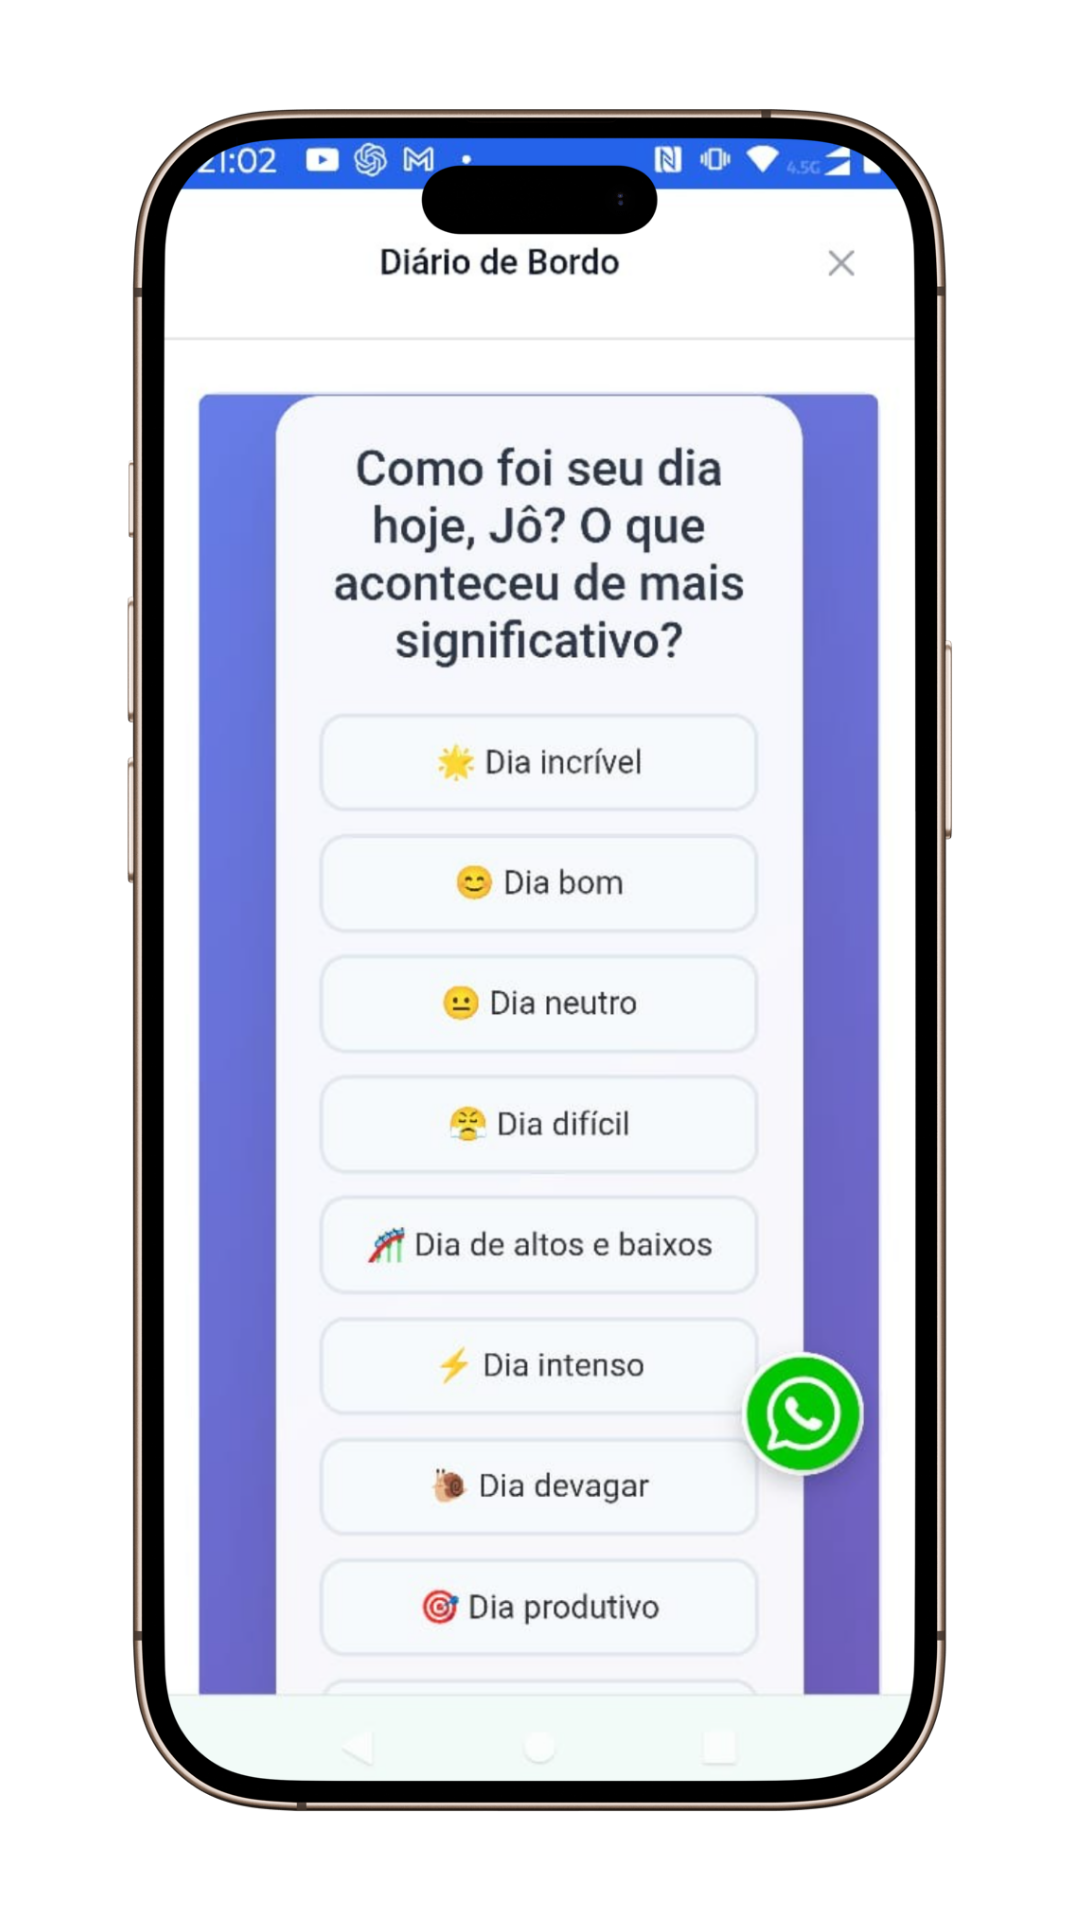 21:02
4.5G
Diário de Bordo
Como foi seu dia
hoje, Jô? O que
aconteceu de mais
significativo?
Dia incrível
Dia bom
Dia neutro
Dia difícil
Dia de altos e baixos
Dia intenso
Dia devagar
Dia produtivo